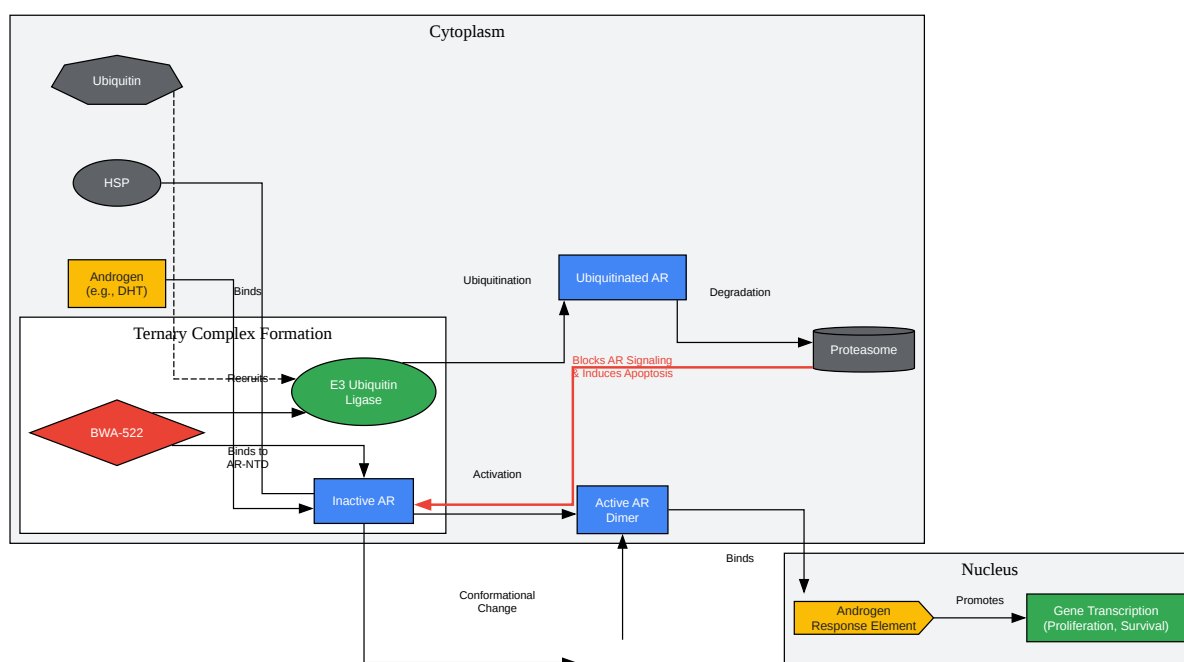 Cytoplasm
Ubiquitin
HSP
Androgen
(e.g., DHT)
Binds
Ubiquitination
Ubiquitinated AR
Degradation
Proteasome
Ternary Complex Formation
Blocks AR Signaling
& Induces Apoptosis
Recruits
E3 Ubiquitin
Ligase
BWA-522
Binds to
AR-NTD
Inactive AR
Activation
Active AR
Dimer
Binds
Nucleus
Conformational
Change
Androgen
Response Element
Promotes
Gene Transcription
(Proliferation, Survival)